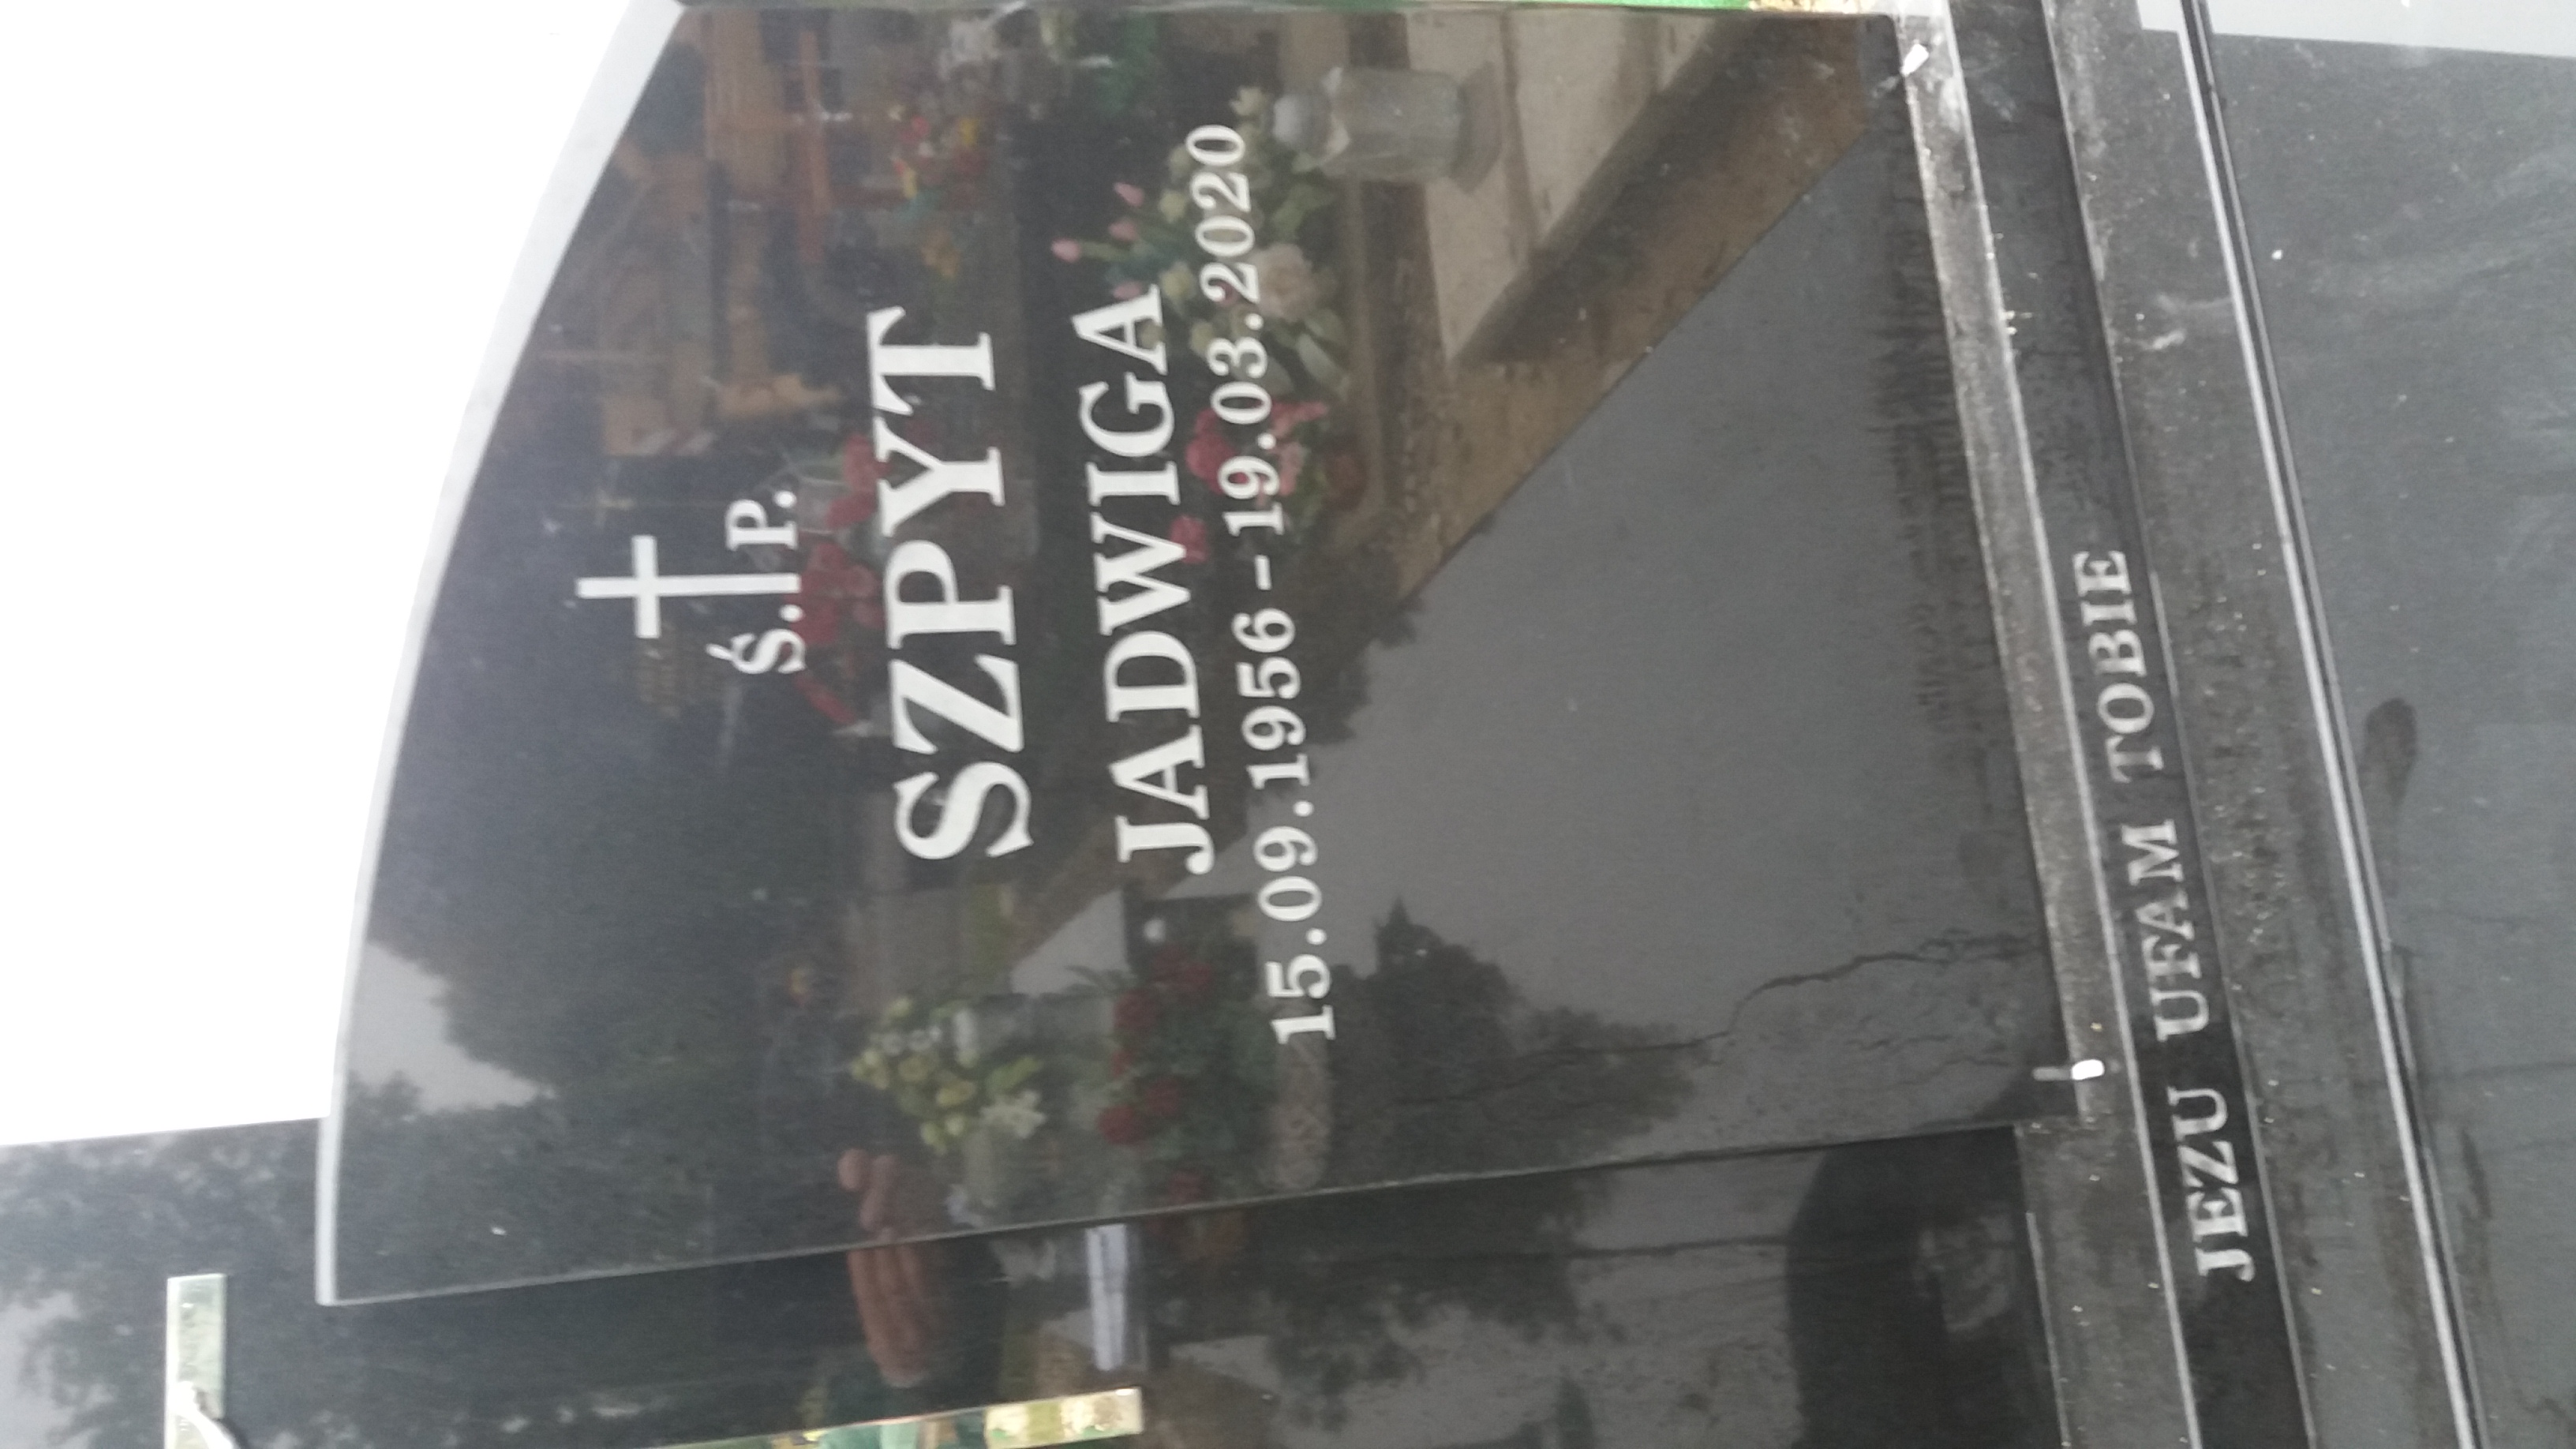 Ś. P.
SZPYT
JADWIGA
15.09.1956 - 19.03.2020
JEZU UFAM TOBIE